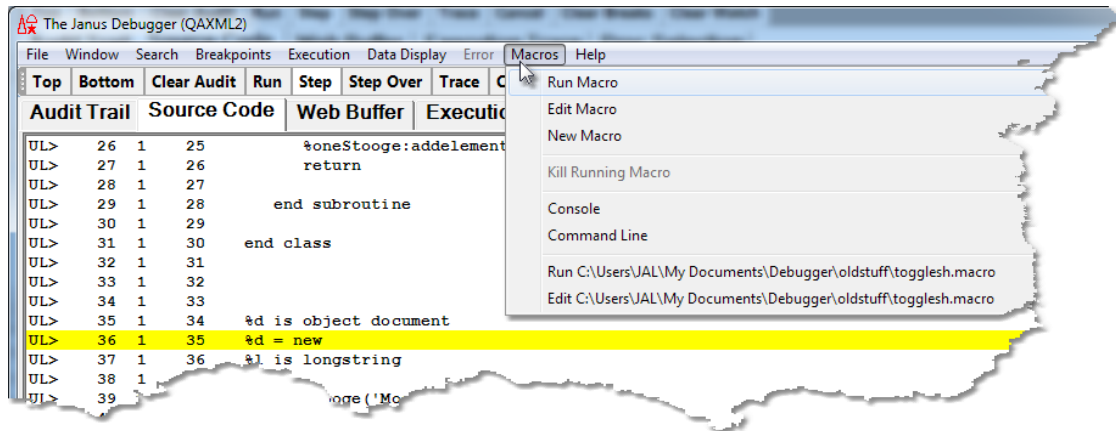 The Janus Debugger (QAXML2)
File Window Search Breakpoints Execution Data Display Error Macros Help
Top Bottom Clear Audit Run Step Step Over Trace
Audit Trail Source Code Web Buffer
Run Macro
Edit Macro
New Macro
Kill Running Macro
Console
Command Line
Run C:\Users\JAL\My Documents\Debugger\oldstuff\togglesh.macro
Edit C:\Users\JAL\My Documents\Debugger\oldstuff\togglesh.macro
UL> 26 1 25 %oneStooge:addelement
UL> 27 1 26 return
UL> 28 1 27
UL> 29 1 28 end subroutine
UL> 30 1 29
UL> 31 1 30 end class
UL> 32 1 31
UL> 33 1 32
UL> 34 1 33
UL> 35 1 34 %d is object document
UL> 36 1 35 %d = new
UL> 37 1 36 %l is longstring
UL> 38 1
UL> 39